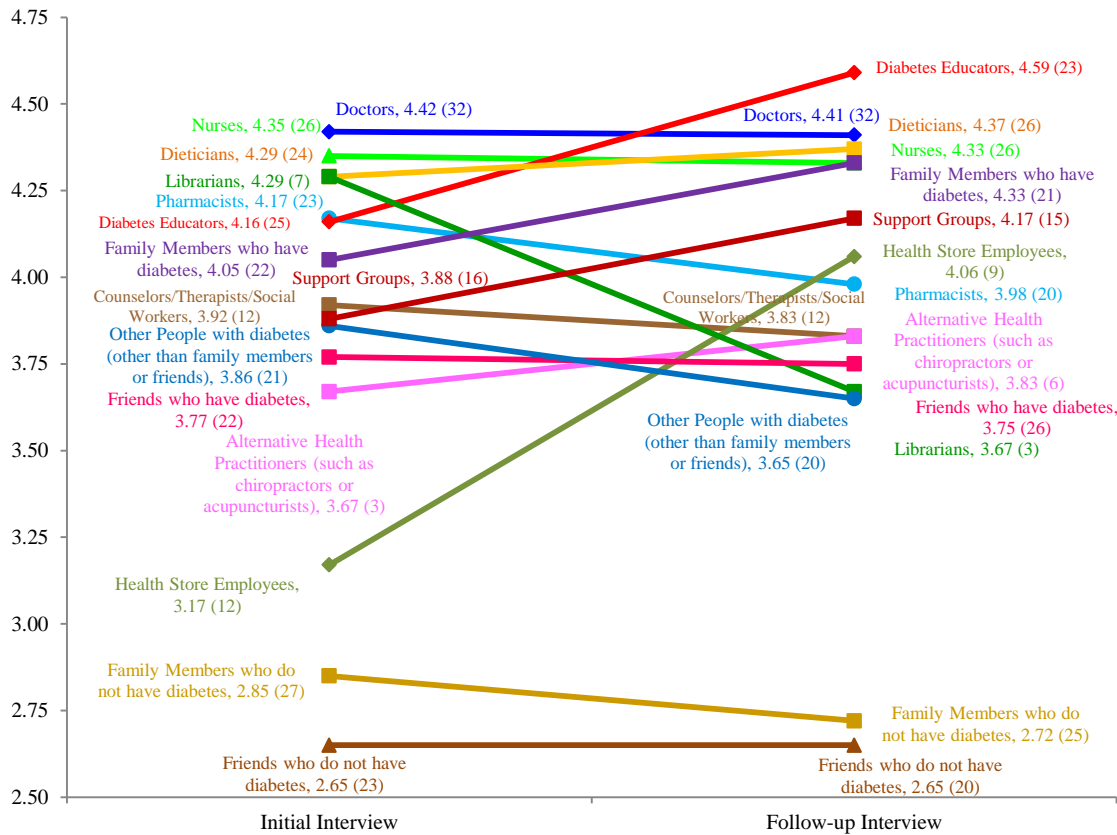 4.75
4.50
4.25
4.00
3.75
3.50
3.25
3.00
2.75
2.50
Doctors, 4.42 (32)
Nurses, 4.35 (26)
Dieticians, 4.29 (24)
Librarians, 4.29 (7)
Pharmacists, 4.17 (23)
Diabetes Educators, 4.16 (25)
Family Members who have
diabetes, 4.05 (22)
Support Groups, 3.88 (16)
Counselors/Therapists/Social
Workers, 3.92 (12)
Other People with diabetes
(other than family members
or friends), 3.86 (21)
Friends who have diabetes,
3.77 (22)
Alternative Health
Practitioners (such as
chiropractors or
acupuncturists), 3.67 (3)
Health Store Employees,
3.17 (12)
Family Members who do
not have diabetes, 2.85 (27)
Friends who do not have
diabetes, 2.65 (23)
Diabetes Educators, 4.59 (23)
Doctors, 4.41 (32)
Dieticians, 4.37 (26)
Nurses, 4.33 (26)
Family Members who have
diabetes, 4.33 (21)
Support Groups, 4.17 (15)
Health Store Employees,
4.06 (9)
Pharmacists, 3.98 (20)
Counselors/Therapists/Social
Workers, 3.83 (12)
Alternative Health
Practitioners (such as
chiropractors or
acupuncturists), 3.83 (6)
Friends who have diabetes,
3.75 (26)
Librarians, 3.67 (3)
Other People with diabetes
(other than family members
or friends), 3.65 (20)
Family Members who do
not have diabetes, 2.72 (25)
Friends who do not have
diabetes, 2.65 (20)
Initial Interview
Follow-up Interview